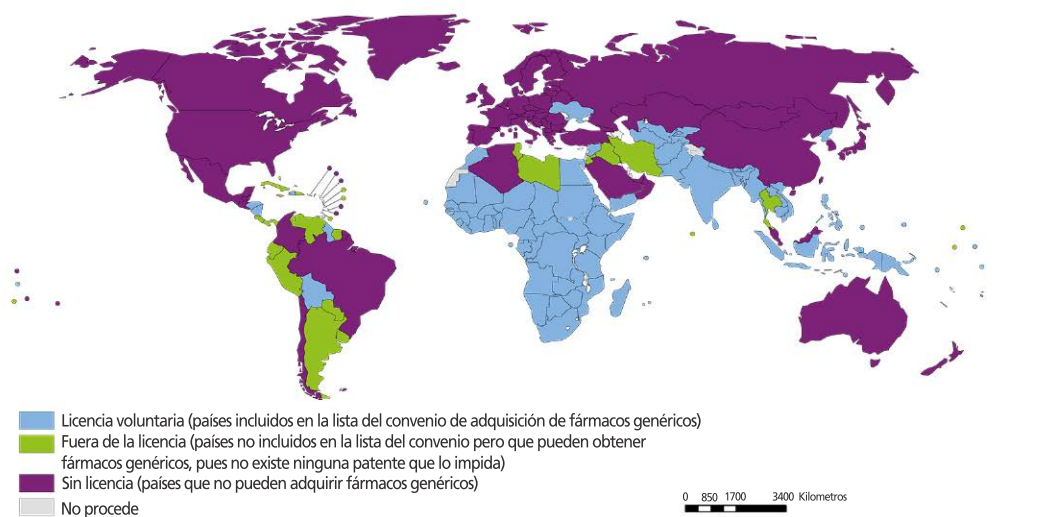 Licencia voluntaria (países incluidos en la lista del convenio de adquisición de fármacos genéricos)
Fuera de la licencia (países no incluidos en la lista del convenio pero que pueden obtener
fármacos genéricos, pues no existe ninguna patente que lo impida)
Sin licencia (países que no pueden adquirir fármacos genéricos)
No procede
0 850 1700 3400 Kilometros